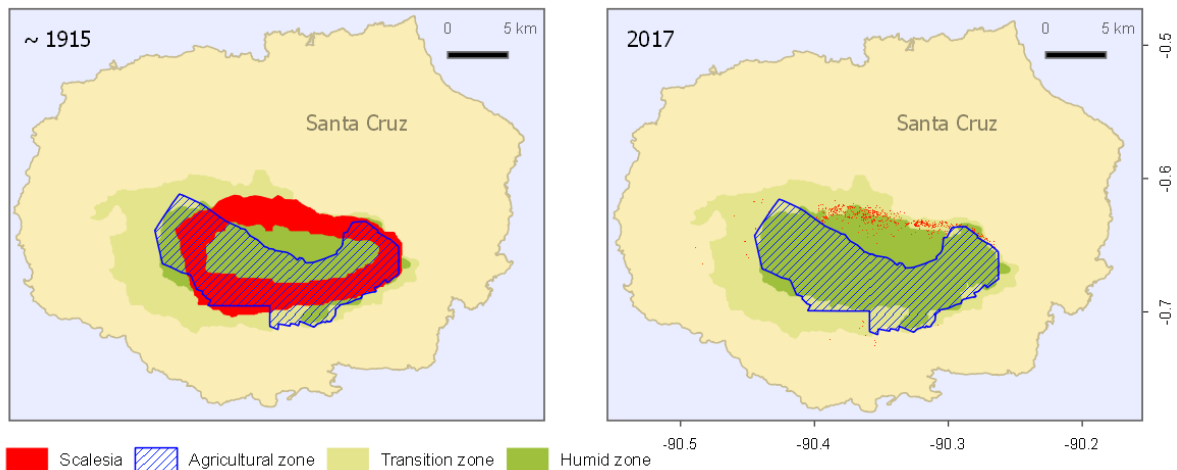 ~ 1915
0 5 km
Santa Cruz
2017
0 5 km
Santa Cruz
-0.5
-0.6
-0.7
-90.5 -90.4 -90.3 -90.2
Scalesia Agricultural zone Transition zone Humid zone